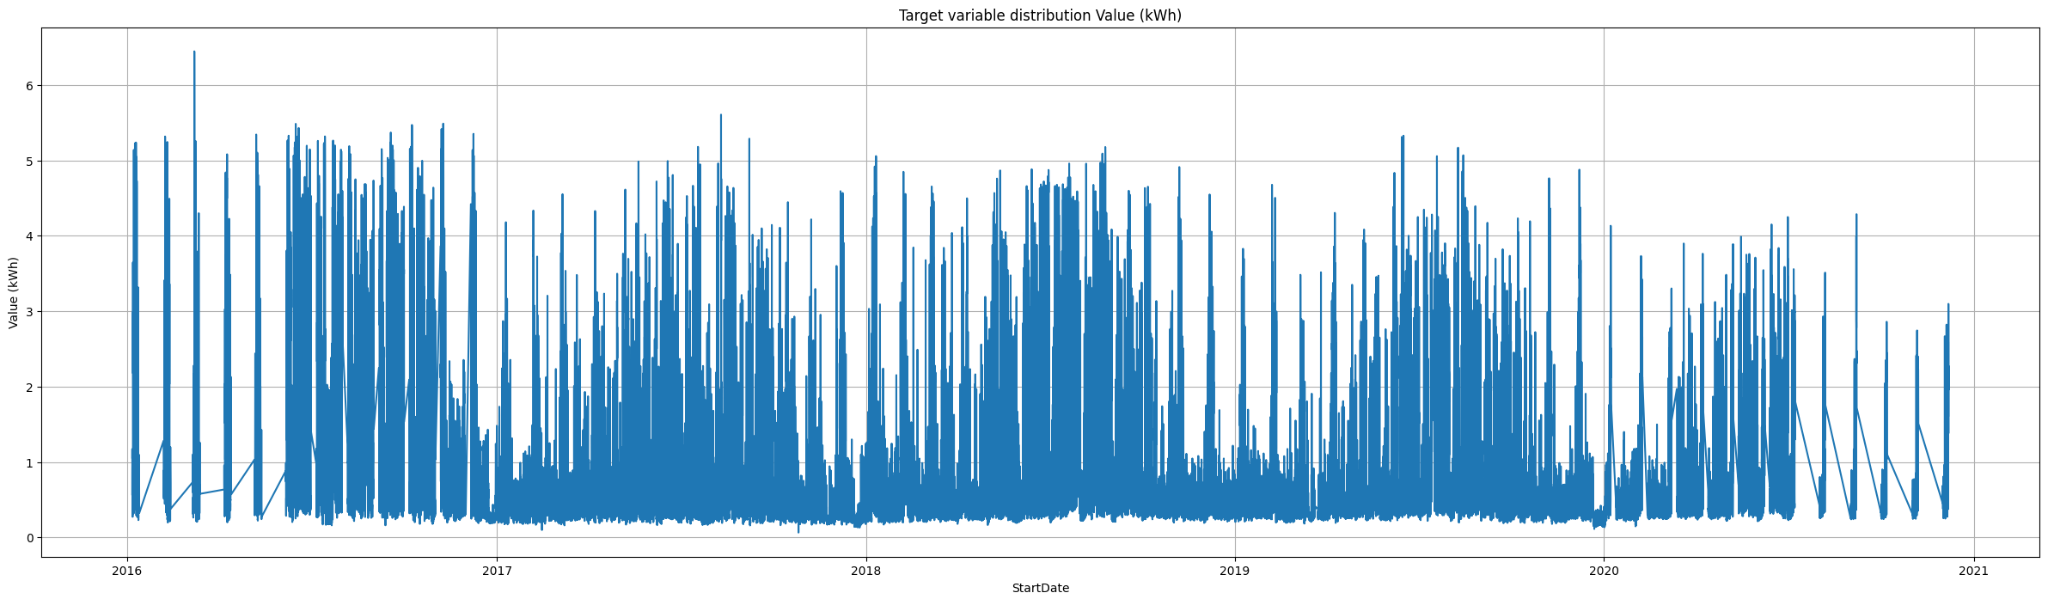 Target variable distribution Value (kWh)
6
5
4
3
2
1
0
Value (kWh)
2016 2017 2018 2019 2020 2021
StartDate